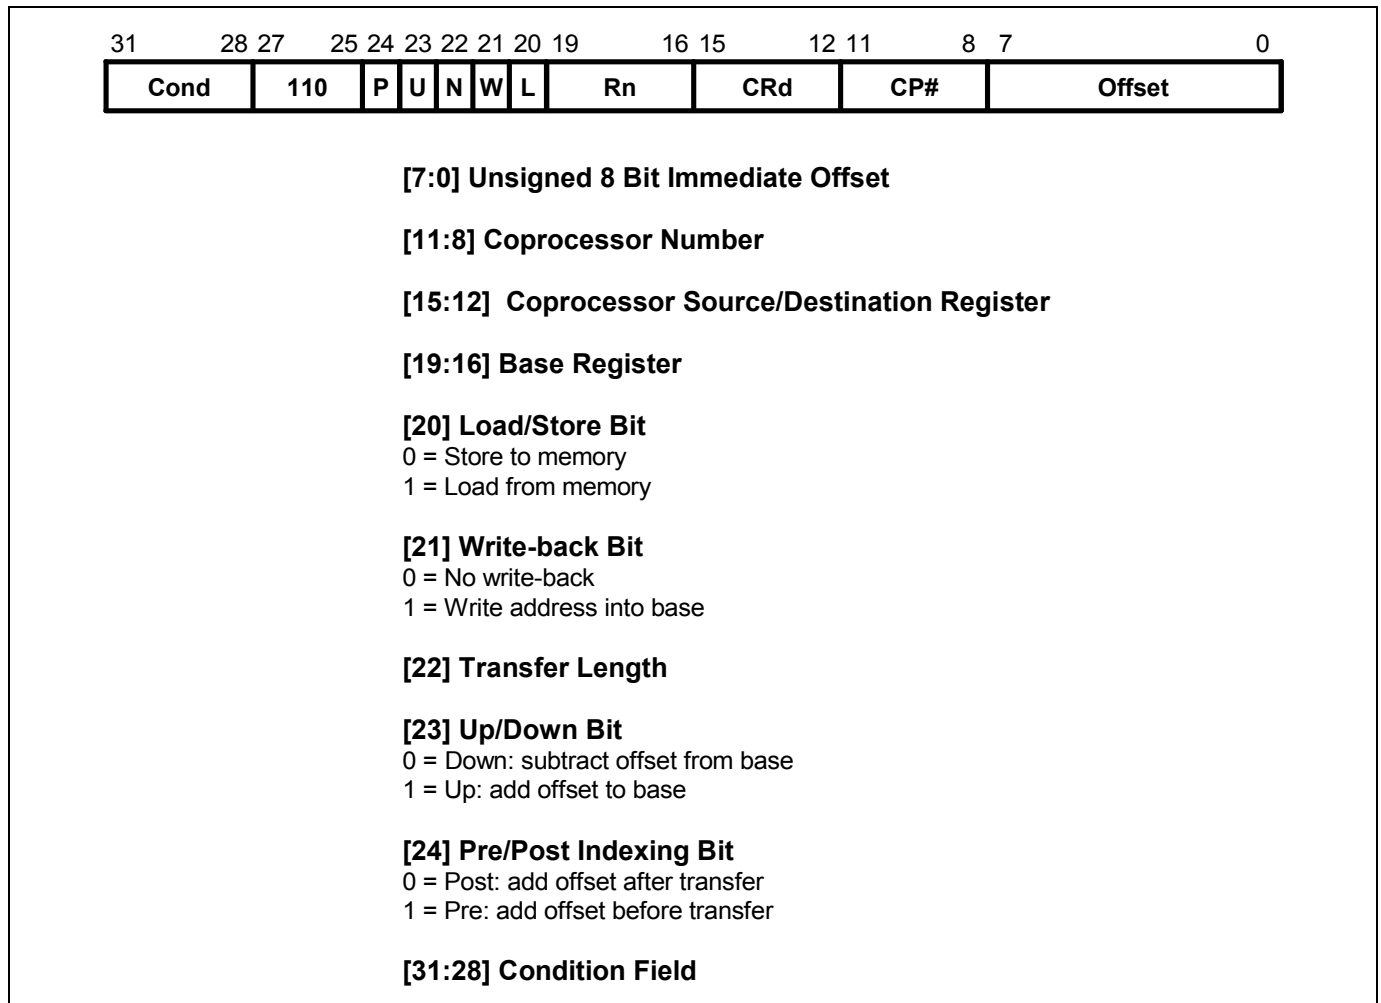 31 28 27 25 24 23 22 21 20 19 16 15 12 11 8 7 0
Cond 110 P U N W L Rn CRd CP# Offset
[7:0] Unsigned 8 Bit Immediate Offset
[11:8] Coprocessor Number
[15:12] Coprocessor Source/Destination Register
[19:16] Base Register
[20] Load/Store Bit
0 = Store to memory
1 = Load from memory
[21] Write-back Bit
0 = No write-back
1 = Write address into base
[22] Transfer Length
[23] Up/Down Bit
0 = Down: subtract offset from base
1 = Up: add offset to base
[24] Pre/Post Indexing Bit
0 = Post: add offset after transfer
1 = Pre: add offset before transfer
[31:28] Condition Field